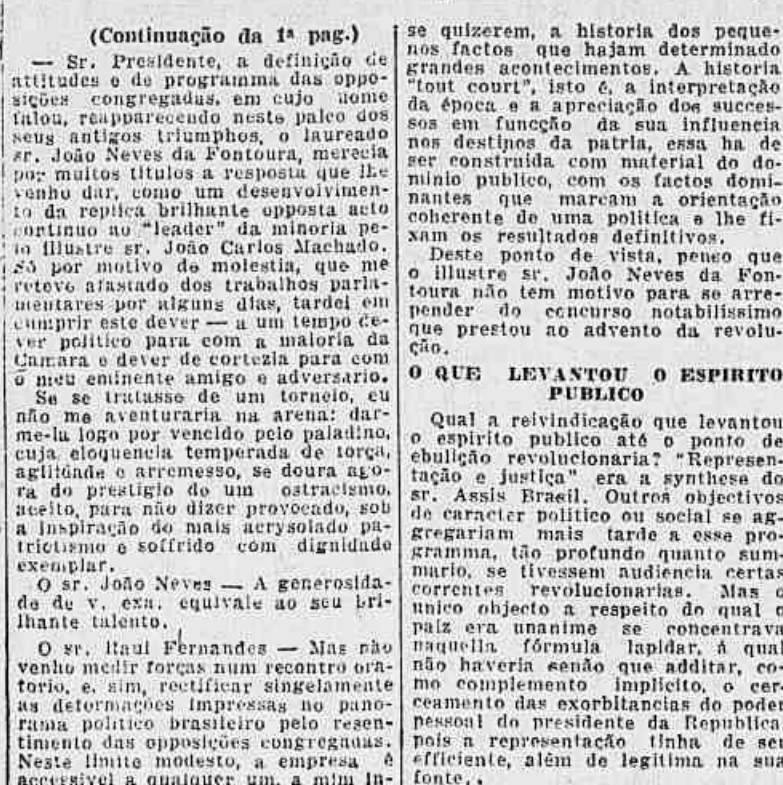 (Continuação da 1ª pag.)
— Sr. Presidente, a definição de
attitudes e de programma das oppo-
sições congregadas, em cujo nome
falou, reapparecendo neste palco dos
seus antigos triumphos, o laureado
sr. João Neves da Fontoura, merecia
por muitos titulos a resposta que lhe
venho dar, como um desenvolvimen-
to da replica brilhante opposta acto
continuo ao "leader" da minoria pe-
lo illustre sr. João Carlos Machado.
Só por motivo de molestia, que me
reteve afastado dos trabalhos parla-
mentares por alguns dias, tardei em
cumprir este dever — a um tempo de-
ver politico para com a maioria da
Camara e dever de cortezia para com
o meu eminente amigo e adversario.
Se se tratasse de um torneio, eu
não me aventuraria na arena: dar-
me-la logo por vencido pelo paladino,
cuja eloquencia temperada de força,
agilidade e arremesso, se doura ago-
ra do prestigio de um ostracismo,
aceito, para não dizer provocado, sob
a inspiração do mais acrysolado pa-
triotismo e soffrido com dignidade
exemplar.
O sr. João Neves — A generosida-
de de v. exa. equivale ao seu bri-
lhante talento.
O sr. Raul Fernandes — Mas não
venho medir forças num recontro ora-
torio, e, sim, rectificar singelamente
as deformações impressas no pano-
rama politico brasileiro pelo resen-
timento das opposições congregadas.
Neste limite modesto, a empresa é
accessivel a qualquer um, a mim in-
se quizerem, a historia dos peque-
nos factos que hajam determinado
grandes acontecimentos. A historia
"tout court", isto é, a interpretação
da época e a apreciação dos succes-
sos em funcção da sua influencia
nos destinos da patria, essa ha de
ser construida com material do do-
minio publico, com os factos domi-
nantes que marcam a orientação
coherente de uma politica e lhe fi-
xam os resultados definitivos.
Deste ponto de vista, penso que
o illustre sr. João Neves da Fon-
toura não tem motivo para se arre-
pender do concurso notabilissimo
que prestou ao advento da revolu-
ção.
O QUE LEVANTOU O ESPIRITO
PUBLICO
Qual a reivindicação que levantou
o espirito publico até o ponto de
ebulição revolucionaria? "Represen-
tação e justiça" era a synthese do
sr. Assis Brasil. Outros objectivos
de caracter politico ou social se ag-
gregariam mais tarde a esse pro-
gramma, tão profundo quanto sum-
mario, se tivessem audiencia certas
correntes revolucionarias. Mas o
unico objecto a respeito do qual o
paiz era unanime se concentrava
naquella fórmula lapidar, á qual
não haveria senão que additar, co-
mo complemento implicito, o cer-
ceamento das exorbitancias do poder
pessoal do presidente da Republica
pois a representação tinha de ser
efficiente, além de legitima na sua
fonte..